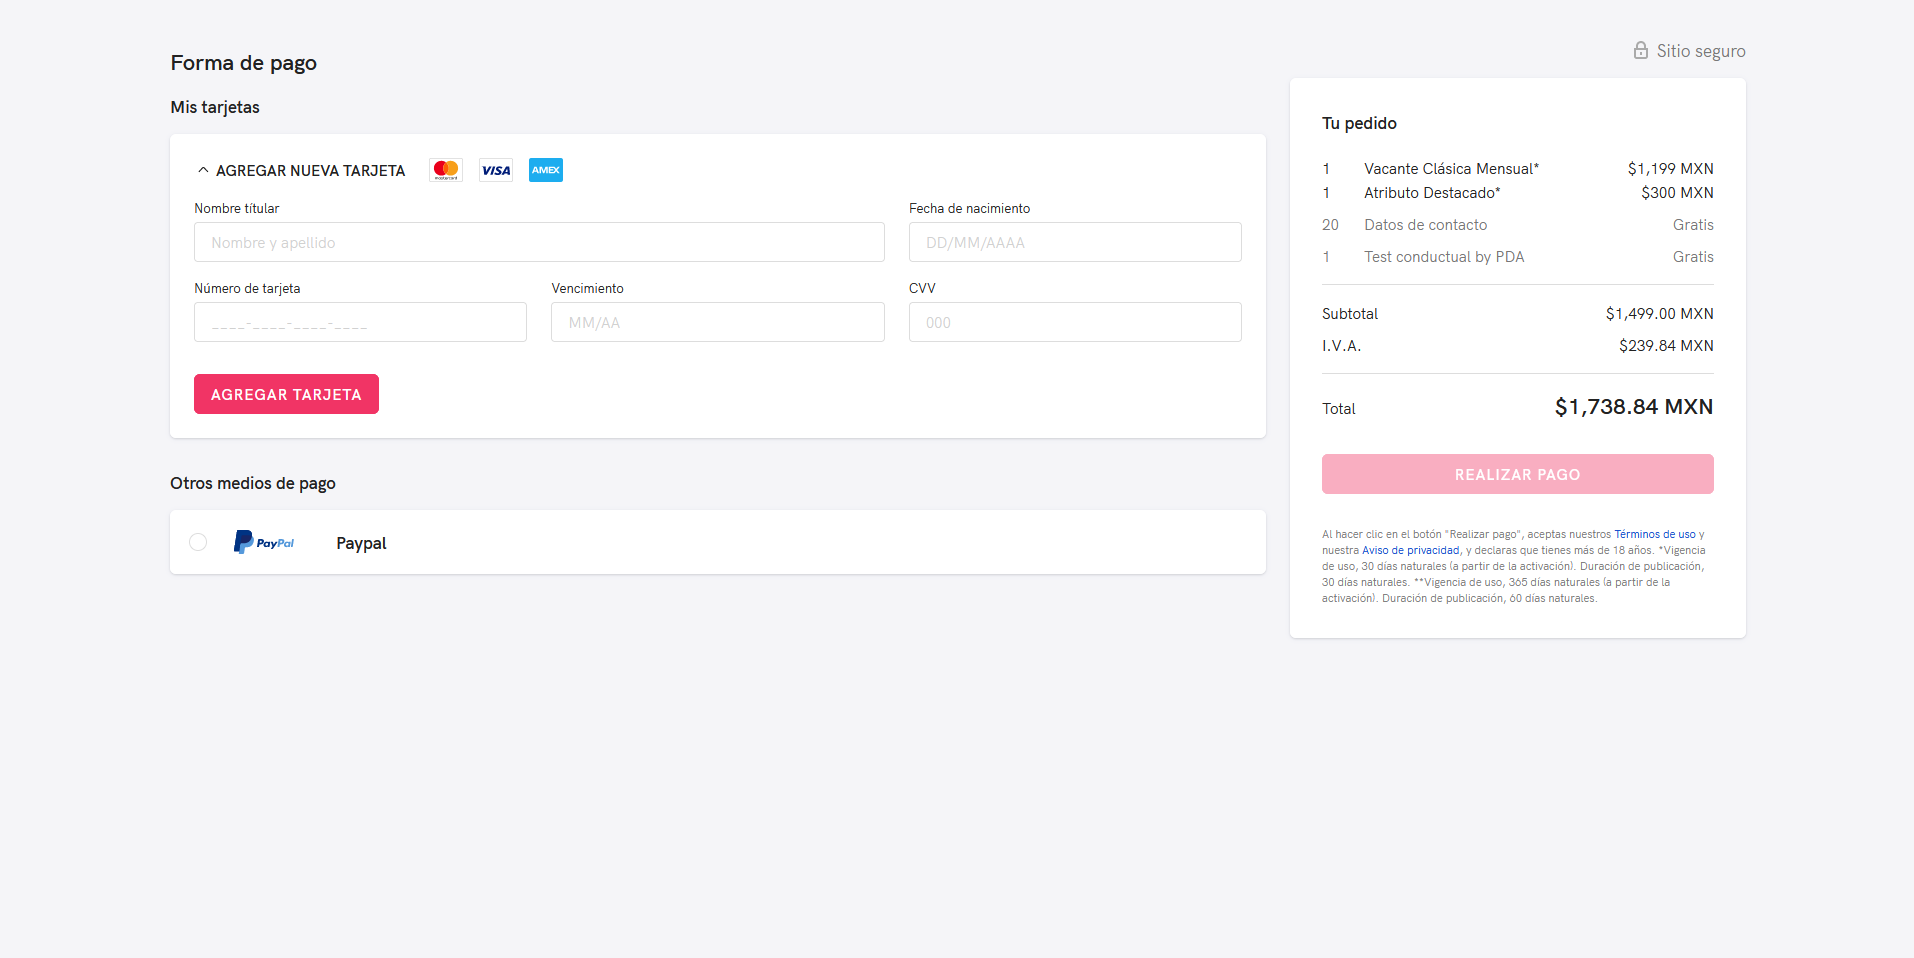 Forma de pago
Sitio seguro
Mis tarjetas
AGREGAR NUEVA TARJETA mastercard VISA AMEX
Nombre títular Fecha de nacimiento
Nombre y apellido DD/MM/AAAA
Número de tarjeta Vencimiento CVV
____-____-____-____ MM/AA 000
AGREGAR TARJETA
Otros medios de pago
PayPal Paypal
Tu pedido
1 Vacante Clásica Mensual* $1,199 MXN
1 Atributo Destacado* $300 MXN
20 Datos de contacto Gratis
1 Test conductual by PDA Gratis
Subtotal $1,499.00 MXN
I.V.A. $239.84 MXN
Total $1,738.84 MXN
REALIZAR PAGO
Al hacer clic en el botón "Realizar pago", aceptas nuestros Términos de uso y
nuestra Aviso de privacidad, y declaras que tienes más de 18 años. *Vigencia
de uso, 30 días naturales (a partir de la activación). Duración de publicación,
30 días naturales. **Vigencia de uso, 365 días naturales (a partir de la
activación). Duración de publicación, 60 días naturales.